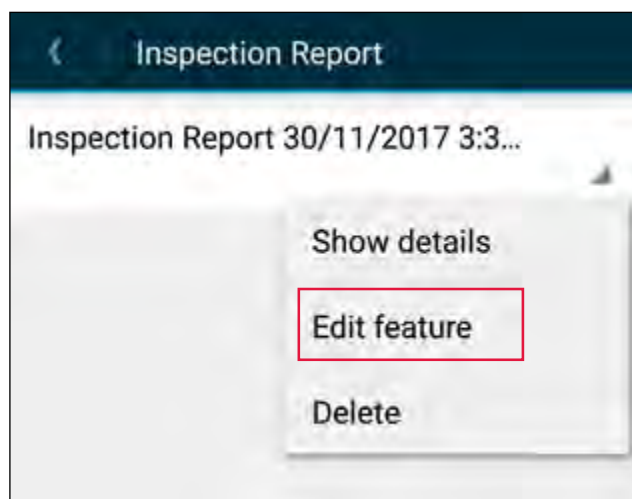 Inspection Report
Inspection Report 30/11/2017 3:3...
Show details
Edit feature
Delete